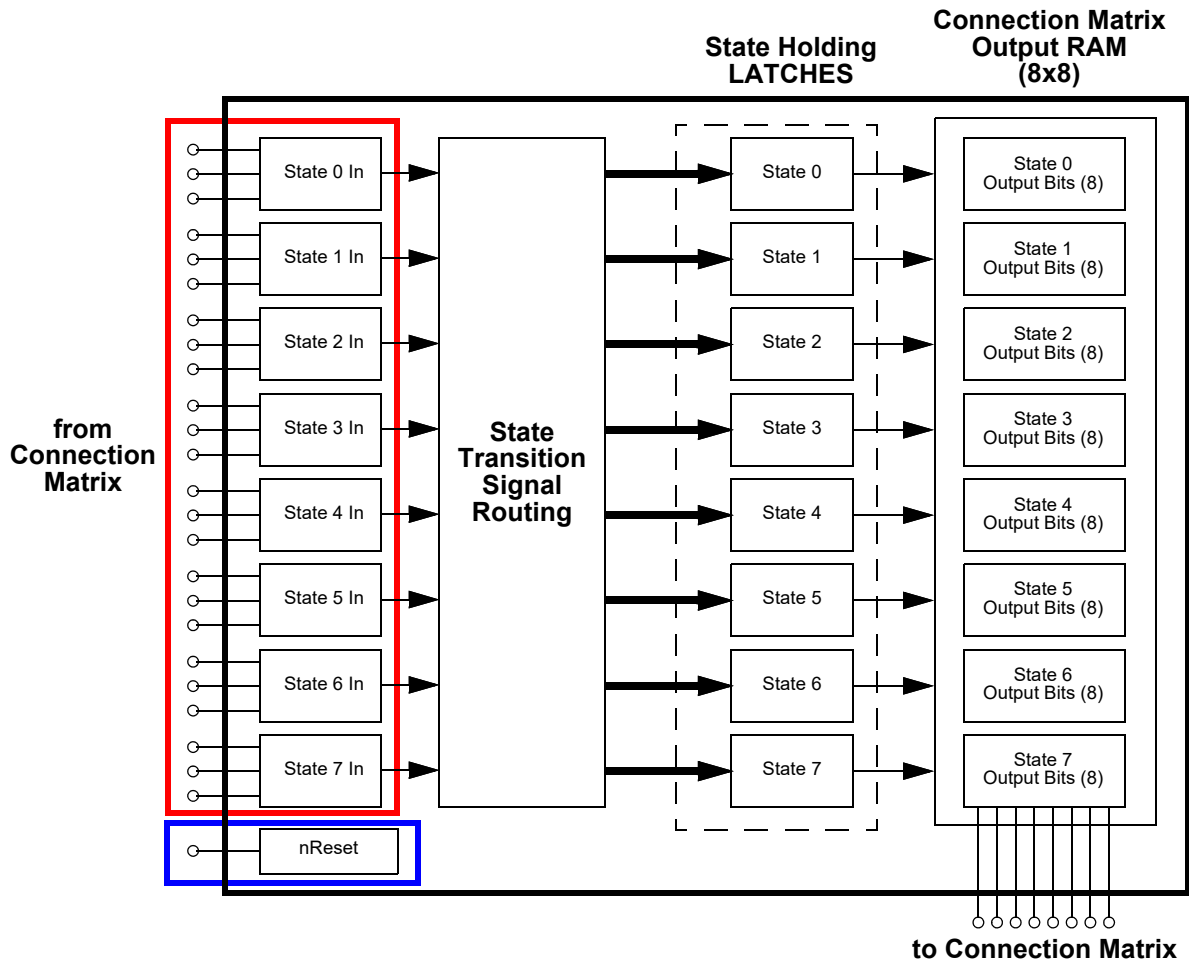 Connection Matrix
Output RAM
(8x8)
State Holding
LATCHES
from
Connection
Matrix
State 0 In
State 1 In
State 2 In
State 3 In
State 4 In
State 5 In
State 6 In
State 7 In
nReset
State
Transition
Signal
Routing
State 0
State 1
State 2
State 3
State 4
State 5
State 6
State 7
State 0
Output Bits (8)
State 1
Output Bits (8)
State 2
Output Bits (8)
State 3
Output Bits (8)
State 4
Output Bits (8)
State 5
Output Bits (8)
State 6
Output Bits (8)
State 7
Output Bits (8)
to Connection Matrix